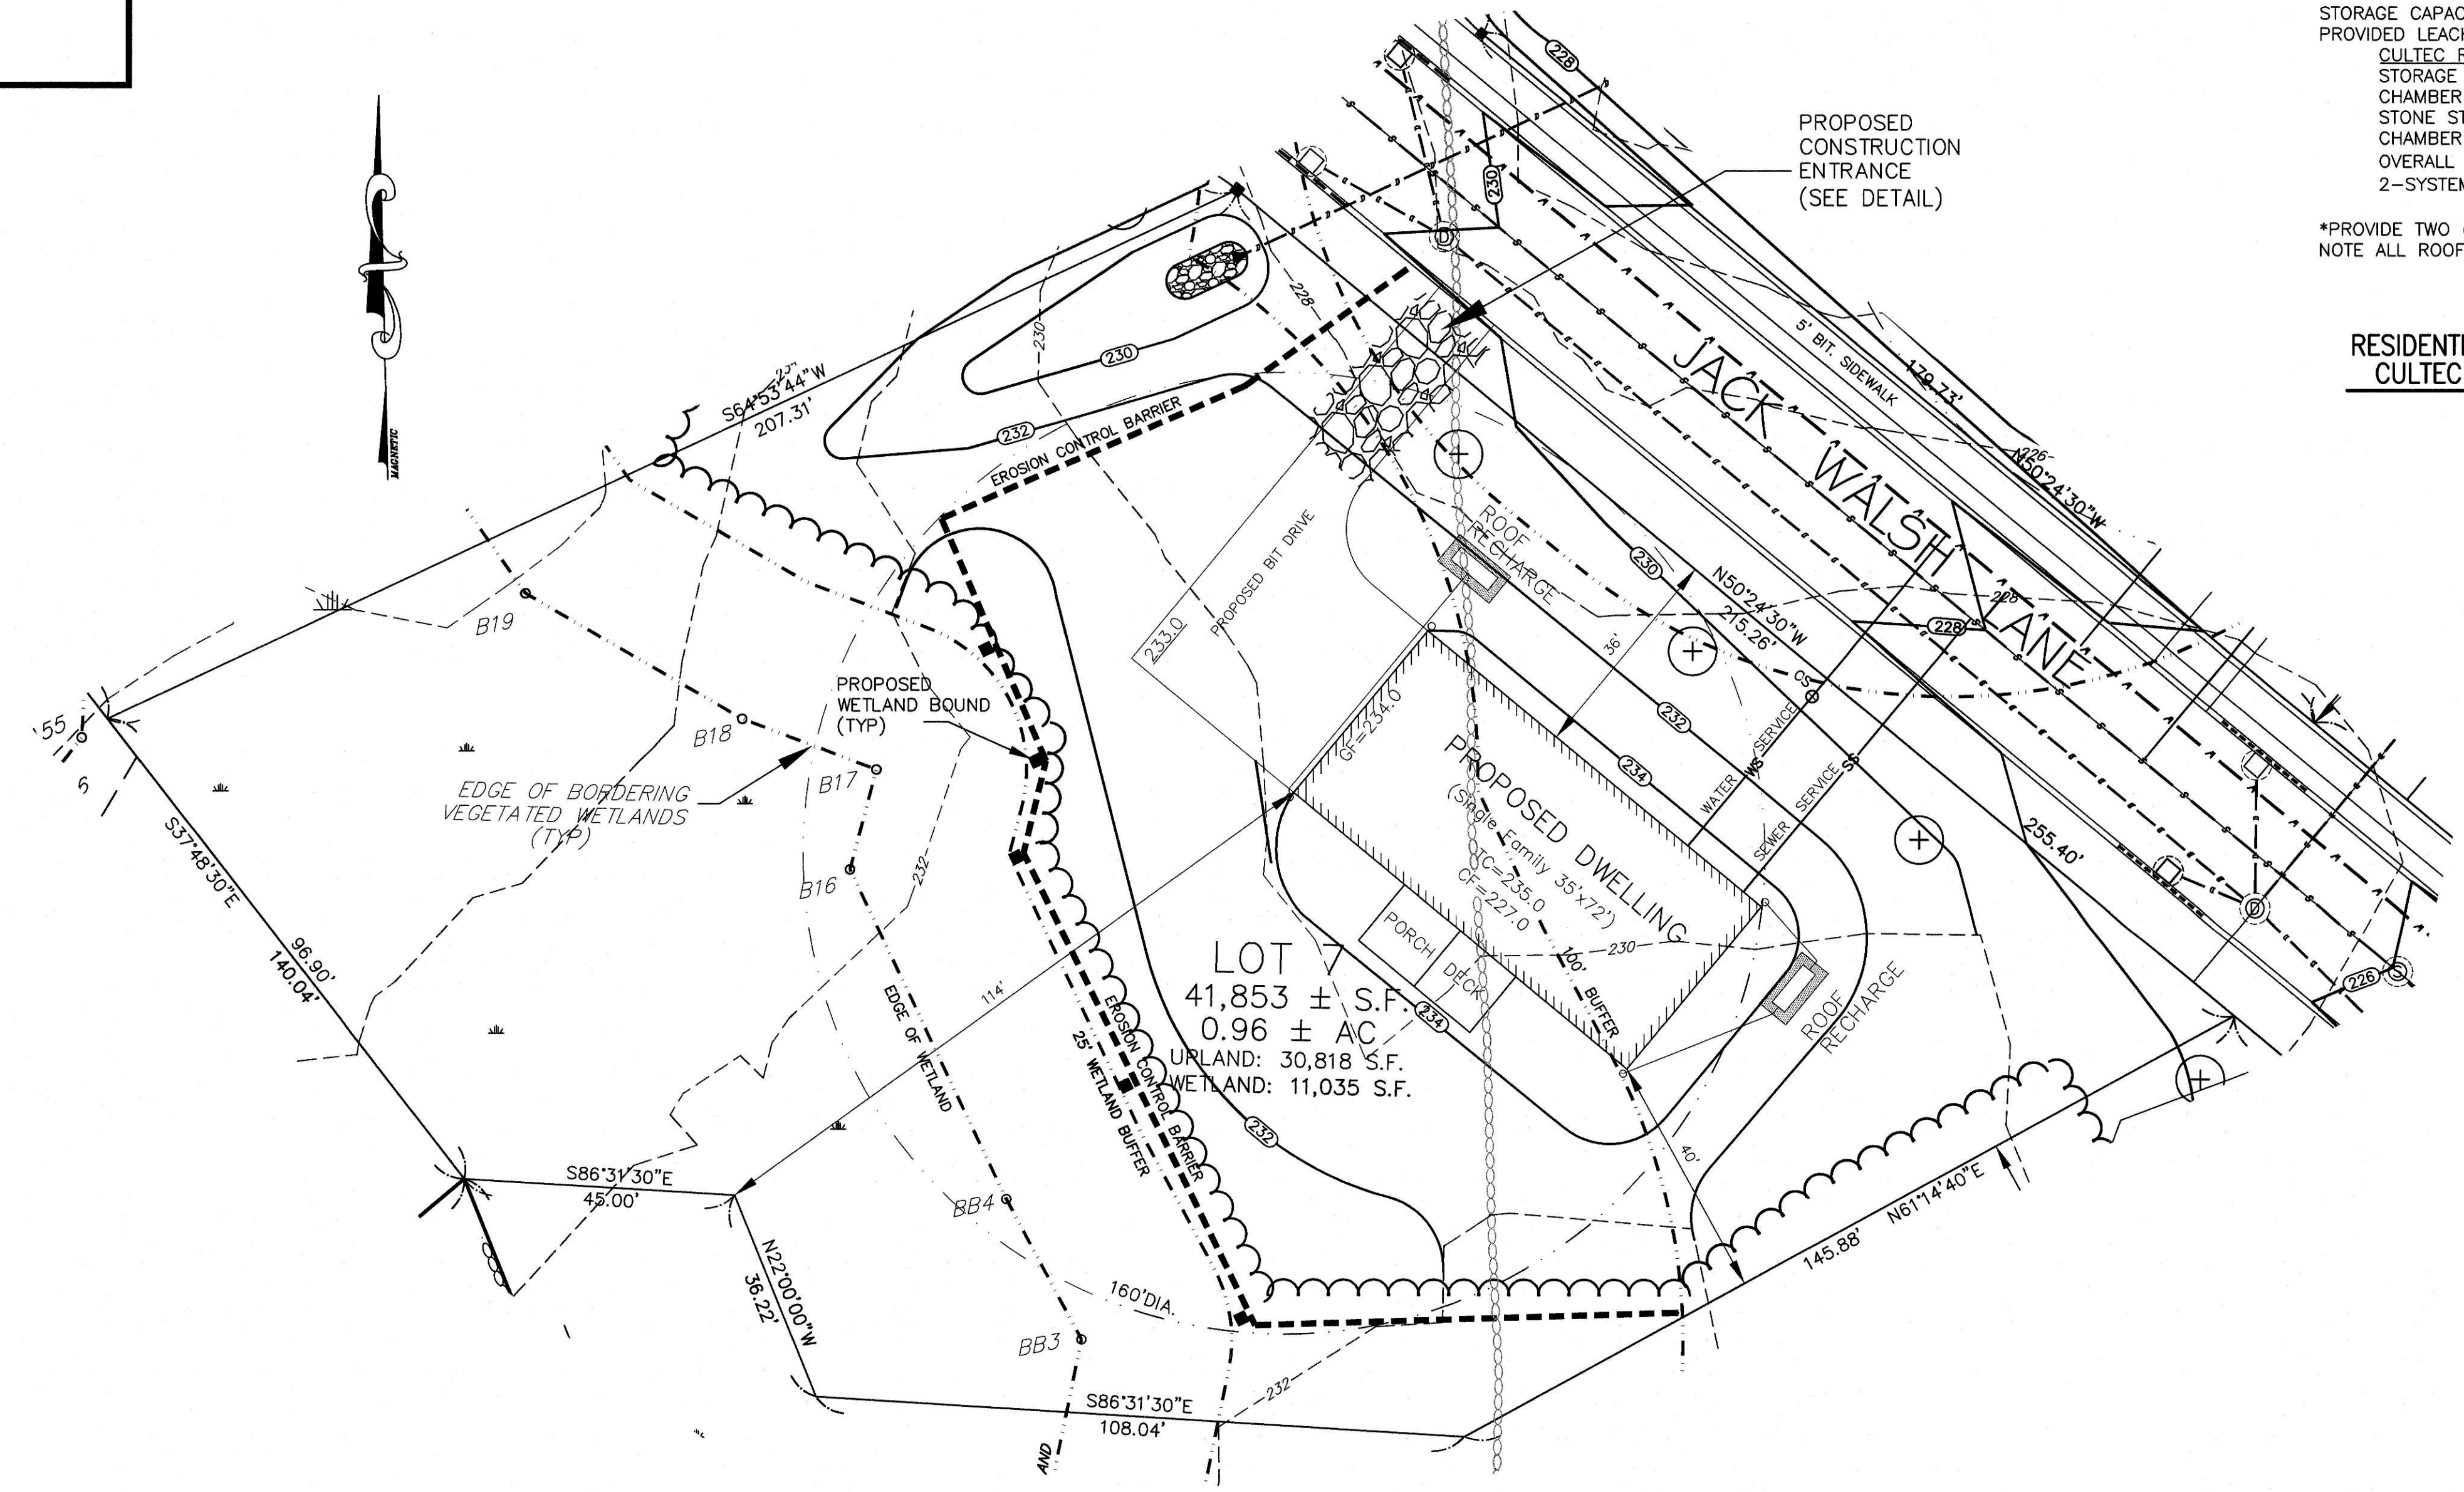 STORAGE CAPAC
PROVIDED LEACH
CULTEC R
STORAGE
CHAMBER
STONE ST
CHAMBER
OVERALL
2-SYSTEM
*PROVIDE TWO
NOTE ALL ROOF
RESIDENTI
CULTEC
MAGNETIC
PROPOSED
CONSTRUCTION
ENTRANCE
(SEE DETAIL)
228
230
JACK WALSH LANE
5' BIT. SIDEWALK
179.73'
N50°24'30"W
226
228
228
255.40'
226
D
D
S
S64°53'44"W
207.31'
230
230
228
232
EROSION CONTROL BARRIER
PROPOSED BIT DRIVE
233.0
ROOF
RECHARGE
230
N50°24'30"W
215.26'
36'
CS
WATER WS SERVICE
SEWER SERVICE SS
232
234
GF=234.0
PROPOSED DWELLING
(Single Family 35'x72')
TC=235.0
CF=227.0
PORCH
DECK
230
100' BUFFER
234
ROOF
RECHARGE
LOT 7
41,853 ± S.F.
0.96 ± AC
UPLAND: 30,818 S.F.
WETLAND: 11,035 S.F.
232
40'
N61°14'40"E
145.88'
B19
B18
B17
B16
BB4
BB3
PROPOSED
WETLAND BOUND
(TYP)
EDGE OF BORDERING
VEGETATED WETLANDS
(TYP)
232
114'
EDGE OF WETLAND
25' WETLAND BUFFER
EROSION CONTROL BARRIER
55
5
S37°48'30"E
96.90'
140.04'
S86°31'30"E
45.00'
N22°00'00"W
36.22'
160'DIA.
S86°31'30"E
108.04'
232
AND